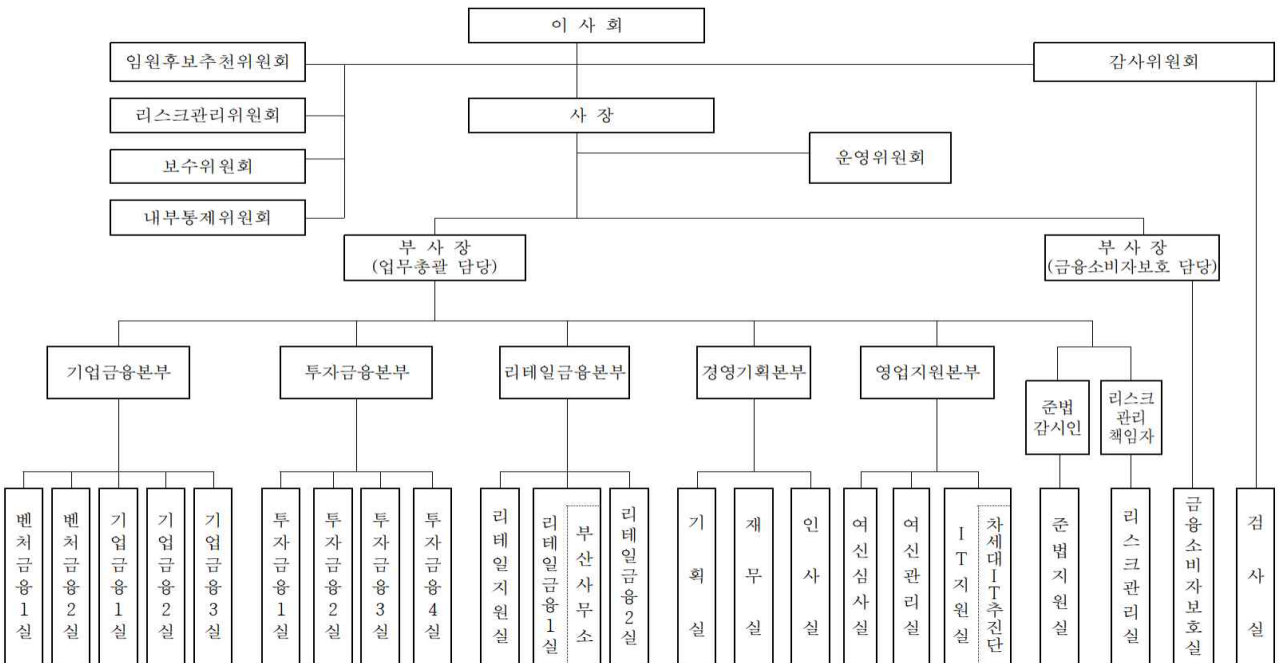 이 사 회
임원후보추천위원회
감사위원회
리스크관리위원회
사 장
보수위원회
운영위원회
내부통제위원회
부 사 장
(업무총괄 담당)
부 사 장
(금융소비자보호 담당)
기업금융본부
투자금융본부
리테일금융본부
경영기획본부
영업지원본부
준법
감시인
리스크
관리
책임자
벤처금융1실
벤처금융2실
기업금융1실
기업금융2실
기업금융3실
투자금융1실
투자금융2실
투자금융3실
투자금융4실
리테일지원실
리테일금융1실
부산사무소
리테일금융2실
기획실
재무실
인사실
여신심사실
여신관리실
IT지원실
차세대IT추진단
준법지원실
리스크관리실
금융소비자보호실
검사실